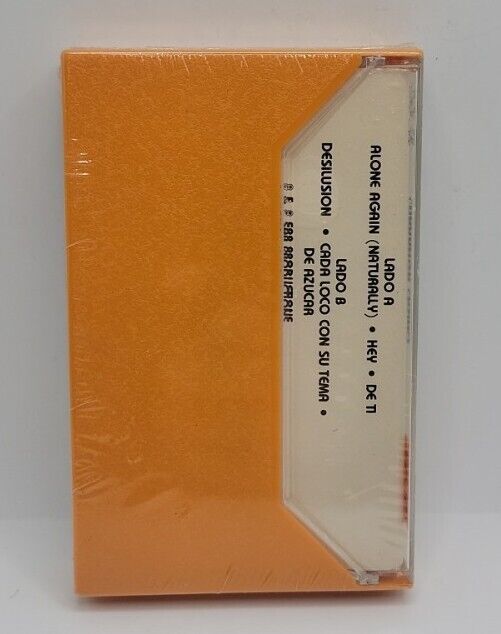 LADO A
ALONE AGAIN (NATURALLY) • HEY • DE TI
LADO B
DESILUSION • CADA LOCO CON SU TEMA •
DE AZUCAR